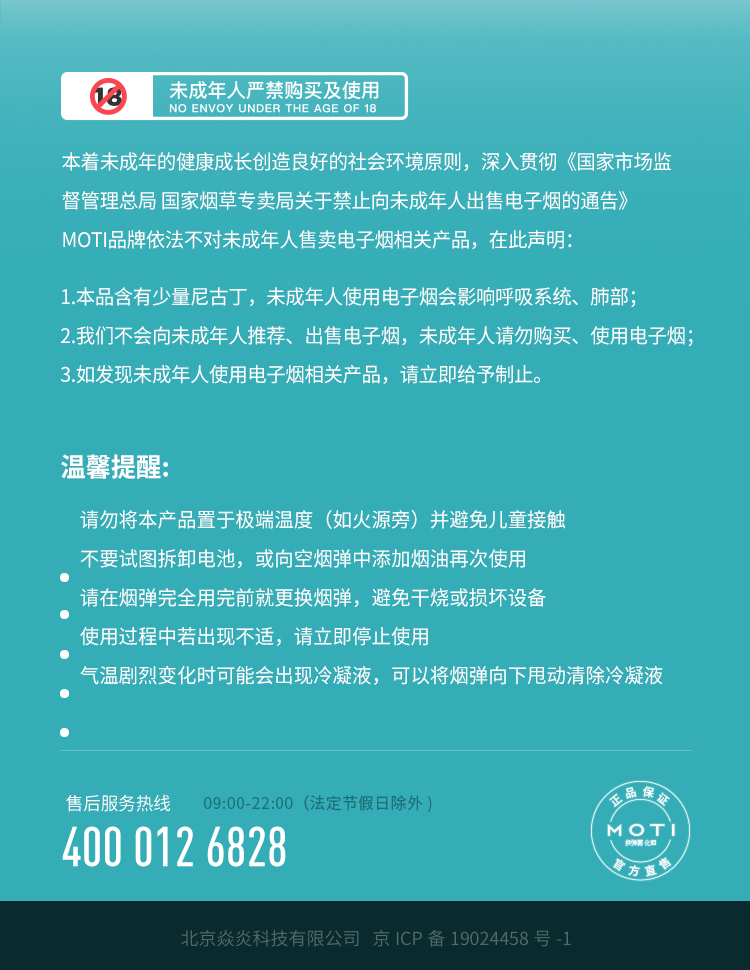 18
未成年人严禁购买及使用
NO ENVOY UNDER THE AGE OF 18
本着未成年的健康成长创造良好的社会环境原则，深入贯彻《国家市场监
督管理总局 国家烟草专卖局关于禁止向未成年人出售电子烟的通告》
MOTI品牌依法不对未成年人售卖电子烟相关产品，在此声明：
1.本品含有少量尼古丁，未成年人使用电子烟会影响呼吸系统、肺部；
2.我们不会向未成年人推荐、出售电子烟，未成年人请勿购买、使用电子烟；
3.如发现未成年人使用电子烟相关产品，请立即给予制止。
温馨提醒:
请勿将本产品置于极端温度（如火源旁）并避免儿童接触
不要试图拆卸电池，或向空烟弹中添加烟油再次使用
请在烟弹完全用完前就更换烟弹，避免干烧或损坏设备
使用过程中若出现不适，请立即停止使用
气温剧烈变化时可能会出现冷凝液，可以将烟弹向下甩动清除冷凝液
售后服务热线 09:00-22:00（法定节假日除外 )
400 012 6828
正品保证
MOTI
换弹雾化烟
官方直售
北京焱炎科技有限公司 京 ICP 备 19024458 号 -1